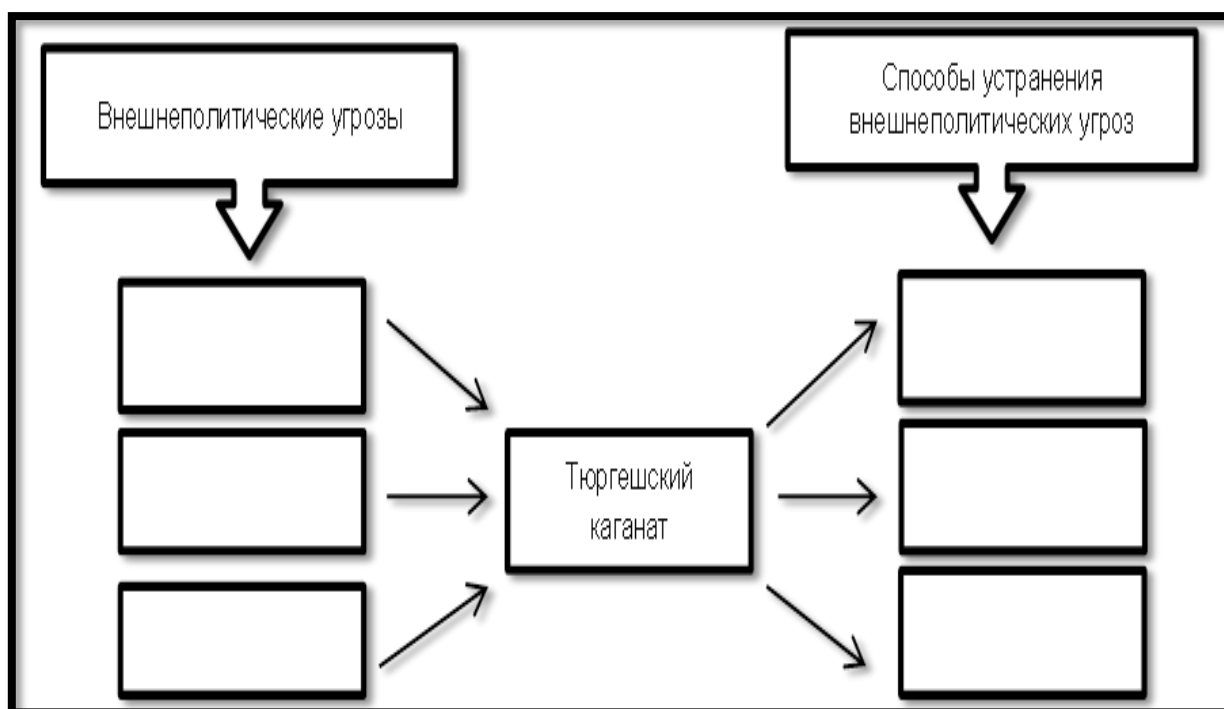 Внешнеполитические угрозы
Способы устранения
внешнеполитических угроз
Тюргешский
каганат